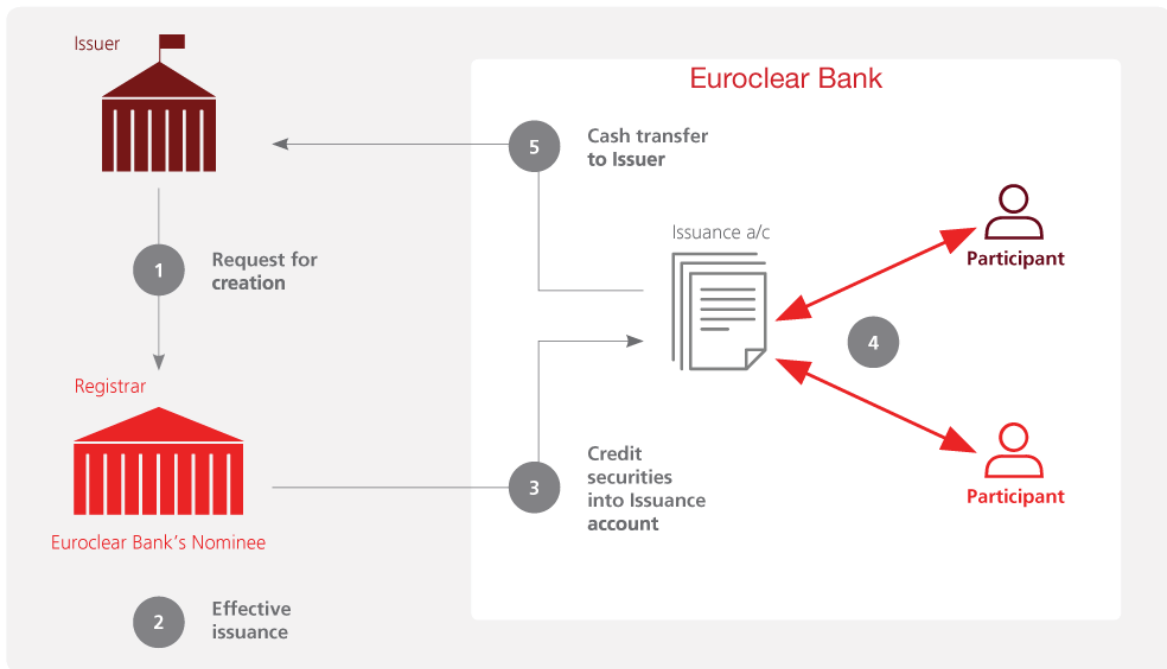 Issuer
Euroclear Bank
5
Cash transfer
to Issuer
Issuance a/c
Participant
1
Request for
creation
4
Registrar
3
Credit
securities
into Issuance
account
Participant
Euroclear Bank's Nominee
2
Effective
issuance